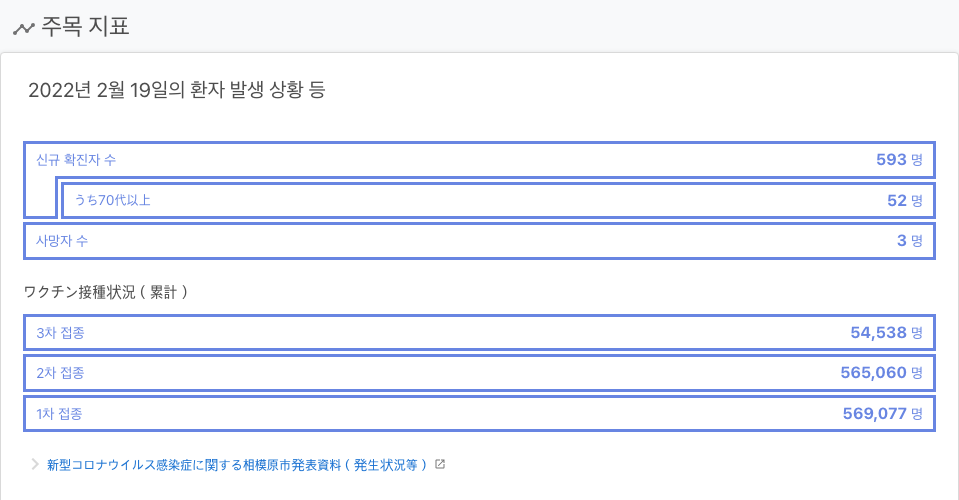 주목 지표
2022년 2월 19일의 환자 발생 상황 등
신규 확진자 수 593 명
うち70代以上 52 명
사망자 수 3 명
ワクチン接種状況 ( 累計 )
3차 접종 54,538 명
2차 접종 565,060 명
1차 접종 569,077 명
新型コロナウイルス感染症に関する相模原市発表資料 ( 発生状況等 )